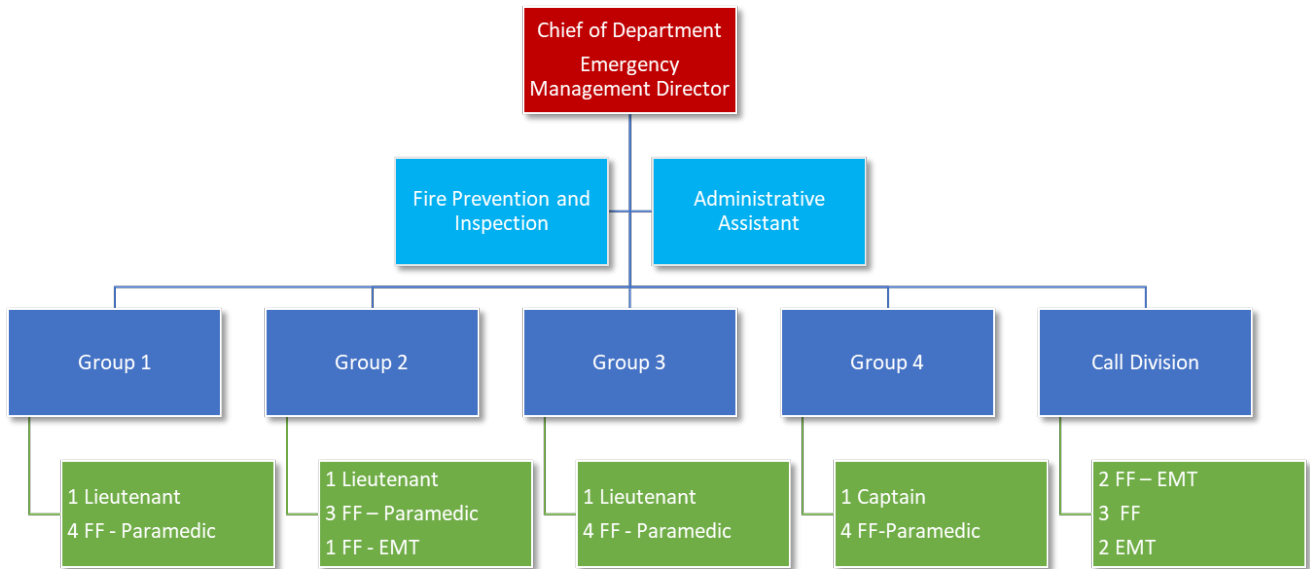 Chief of Department
Emergency
Management Director
Fire Prevention and
Inspection
Administrative
Assistant
Group 1
Group 2
Group 3
Group 4
Call Division
1 Lieutenant
4 FF - Paramedic
1 Lieutenant
3 FF – Paramedic
1 FF - EMT
1 Lieutenant
4 FF - Paramedic
1 Captain
4 FF-Paramedic
2 FF – EMT
3  FF
2 EMT